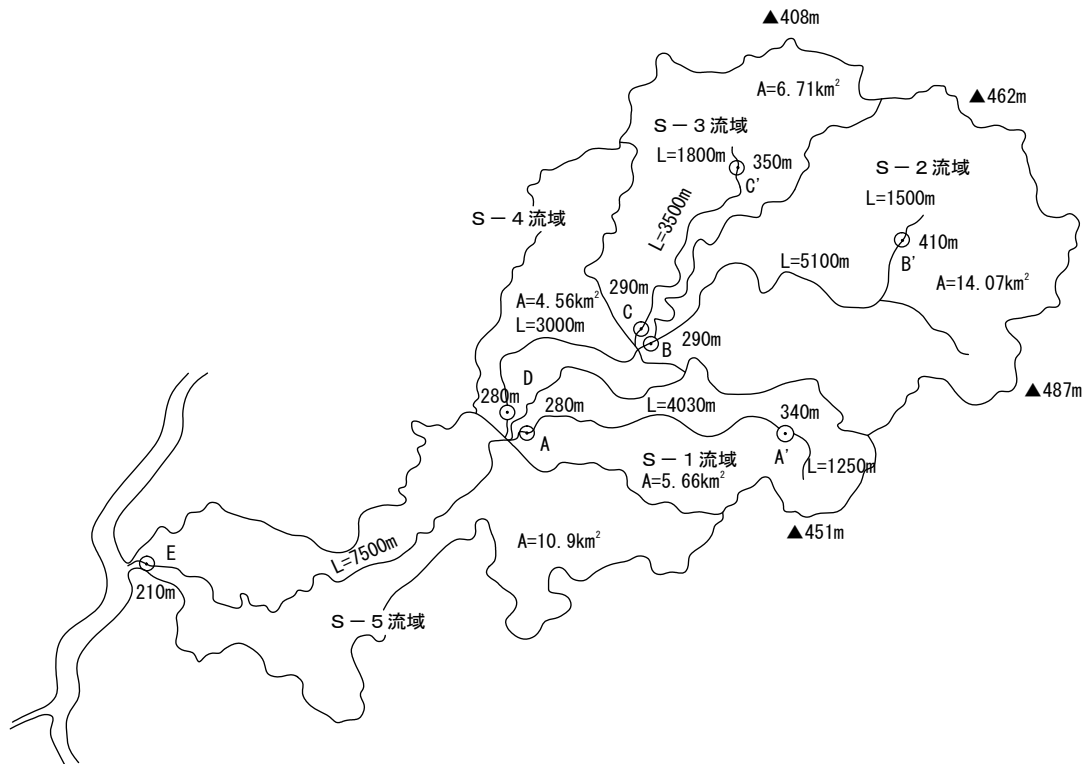 ▲408m
A=6.71km²
▲462m
S－3流域
L=1800m
350m
C'
S－2流域
L=1500m
L=3500m
S－4流域
410m
B'
L=5100m
A=14.07km²
290m
A=4.56km²
C
L=3000m
290m
B
D
280m
▲487m
280m
L=4030m
340m
A
A'
S－1流域
L=1250m
A=5.66km²
▲451m
A=10.9km²
E
L=7500m
210m
S－5流域